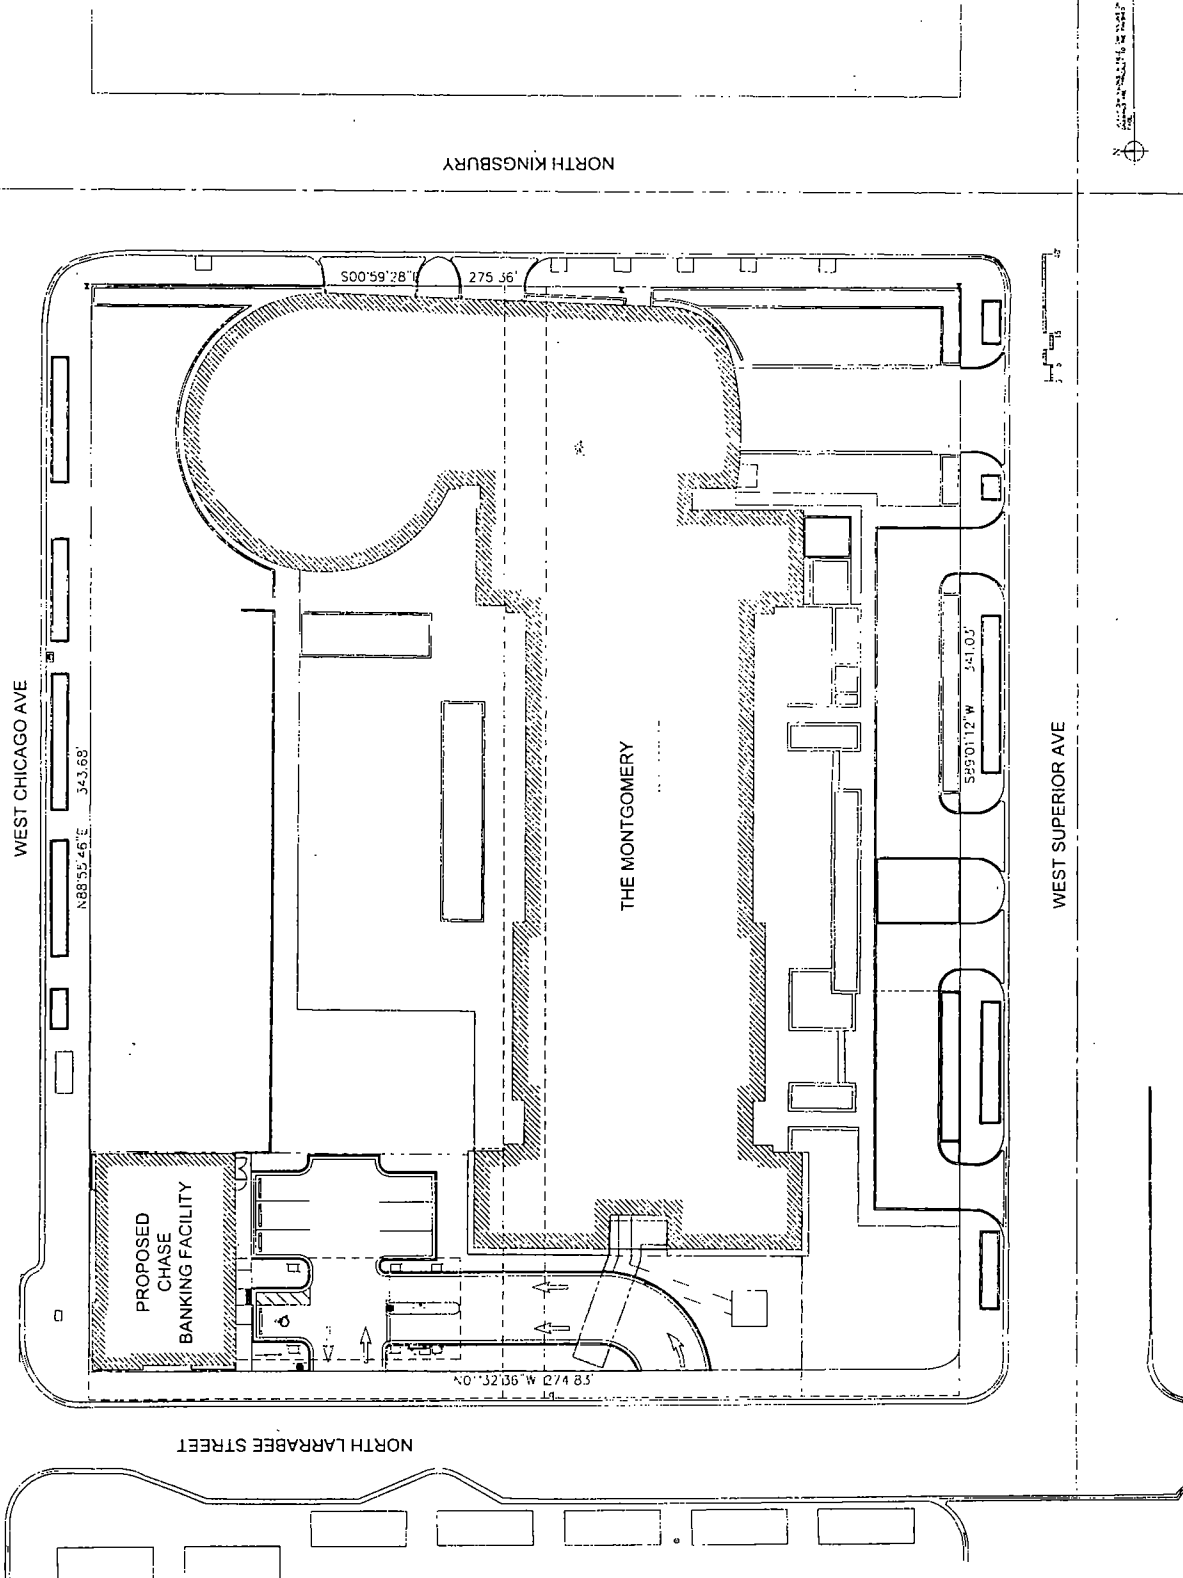 NORTH KINGSBURY
S00°59'28"E 275.36'
WEST CHICAGO AVE
N88°55'46"E 343.68'
THE MONTGOMERY
S89°01'12"W 341.03'
WEST SUPERIOR AVE
PROPOSED
CHASE
BANKING FACILITY
N0°32'36"W 274.83'
NORTH LARRABEE STREET
N